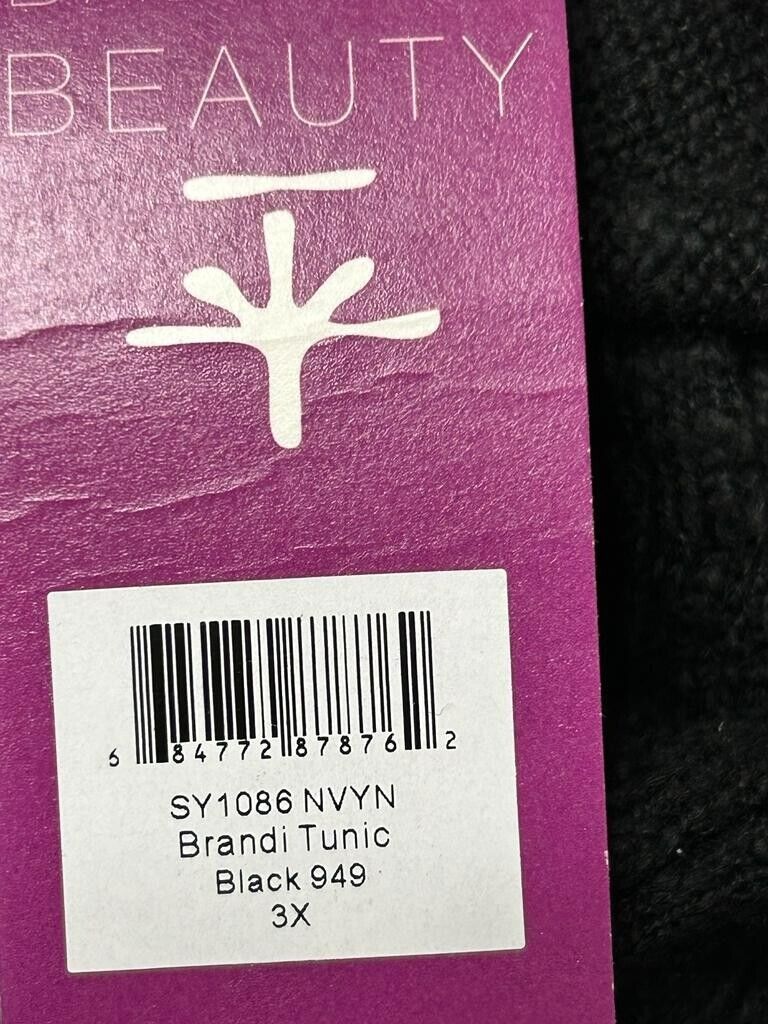 BEAUTY
6 84772 87876 2
SY1086 NVYN
Brandi Tunic
Black 949
3X